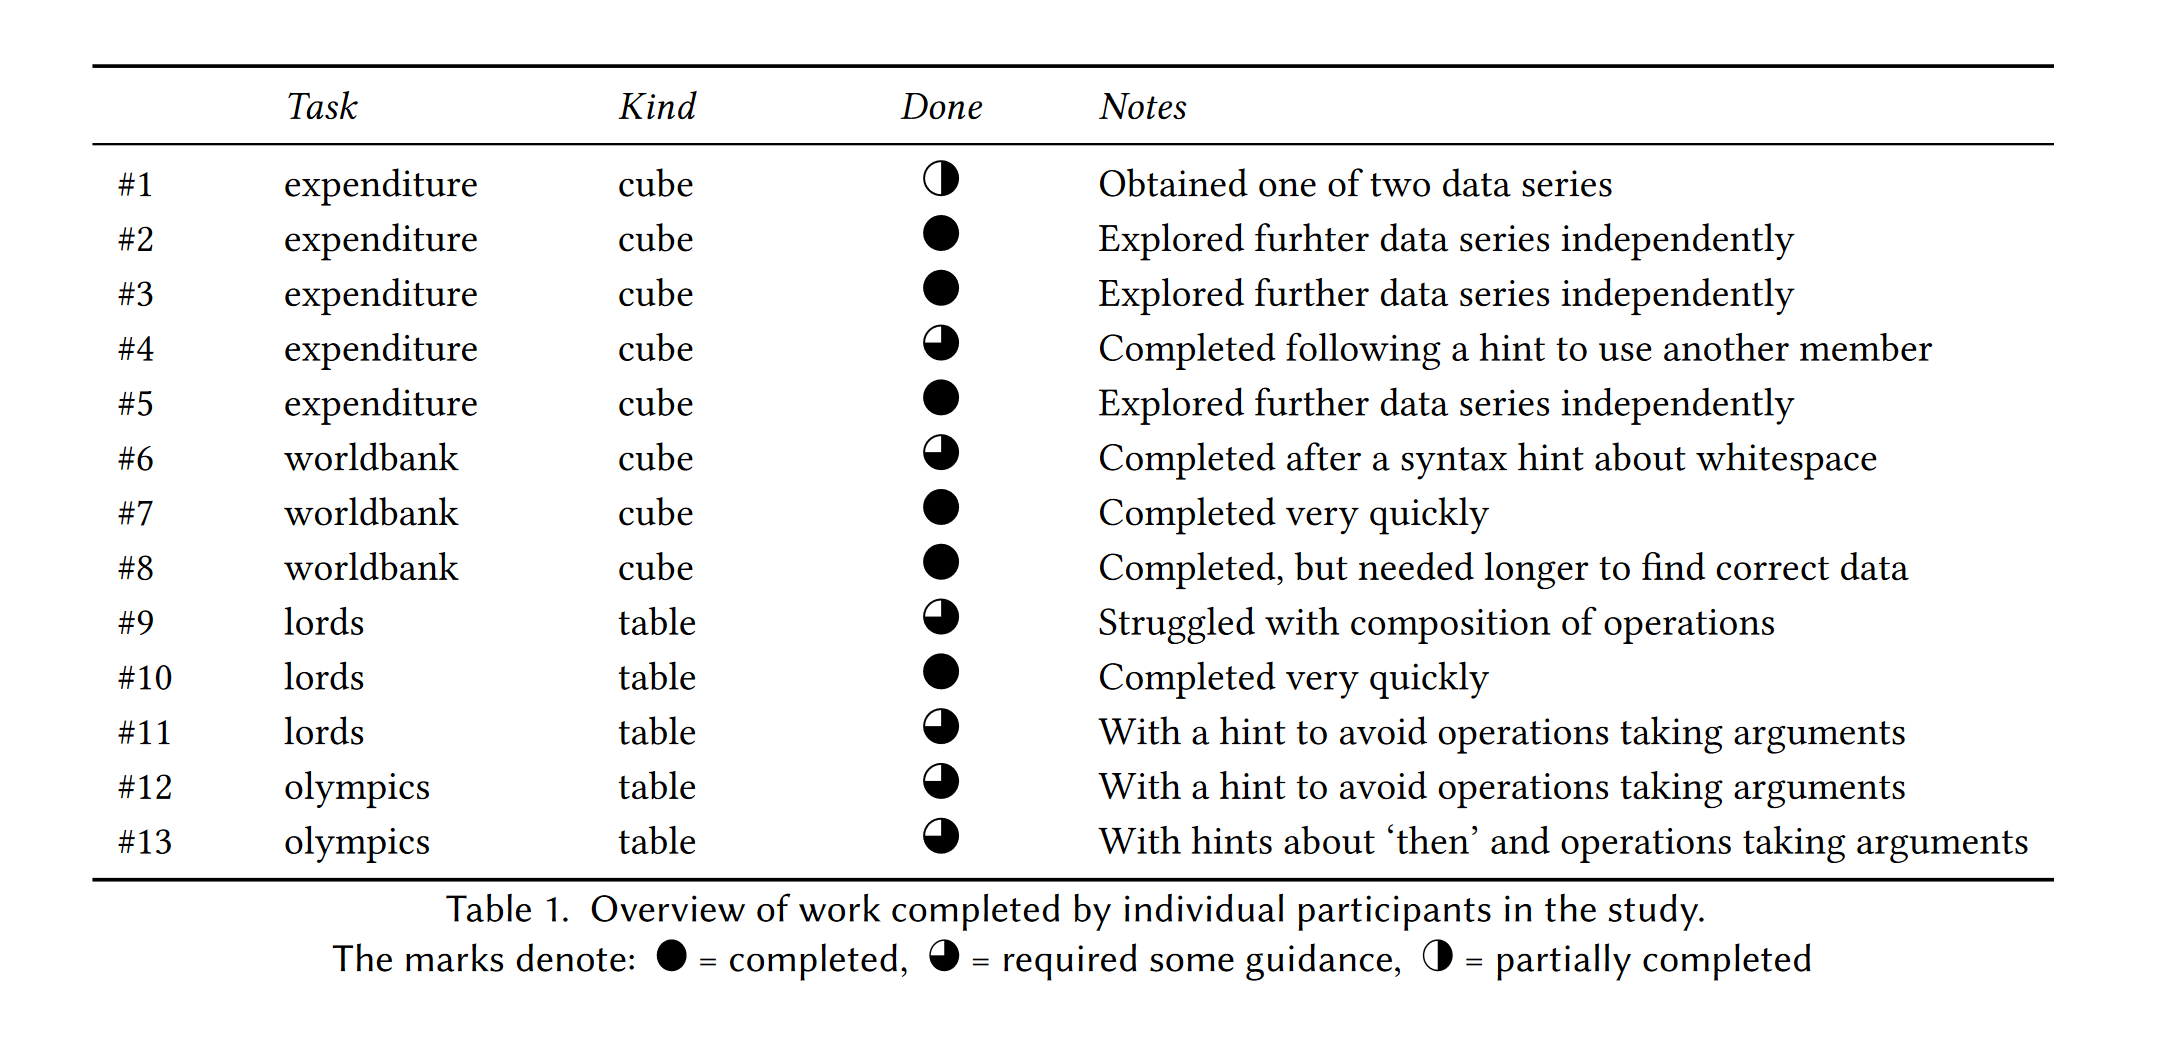 Task Kind Done Notes
#1 expenditure cube ◑ Obtained one of two data series
#2 expenditure cube ● Explored furhter data series independently
#3 expenditure cube ● Explored further data series independently
#4 expenditure cube ◕ Completed following a hint to use another member
#5 expenditure cube ● Explored further data series independently
#6 worldbank cube ◕ Completed after a syntax hint about whitespace
#7 worldbank cube ● Completed very quickly
#8 worldbank cube ● Completed, but needed longer to find correct data
#9 lords table ◕ Struggled with composition of operations
#10 lords table ● Completed very quickly
#11 lords table ◕ With a hint to avoid operations taking arguments
#12 olympics table ◕ With a hint to avoid operations taking arguments
#13 olympics table ◕ With hints about ‘then’ and operations taking arguments
Table 1. Overview of work completed by individual participants in the study.
The marks denote: ● = completed, ◕ = required some guidance, ◑ = partially completed